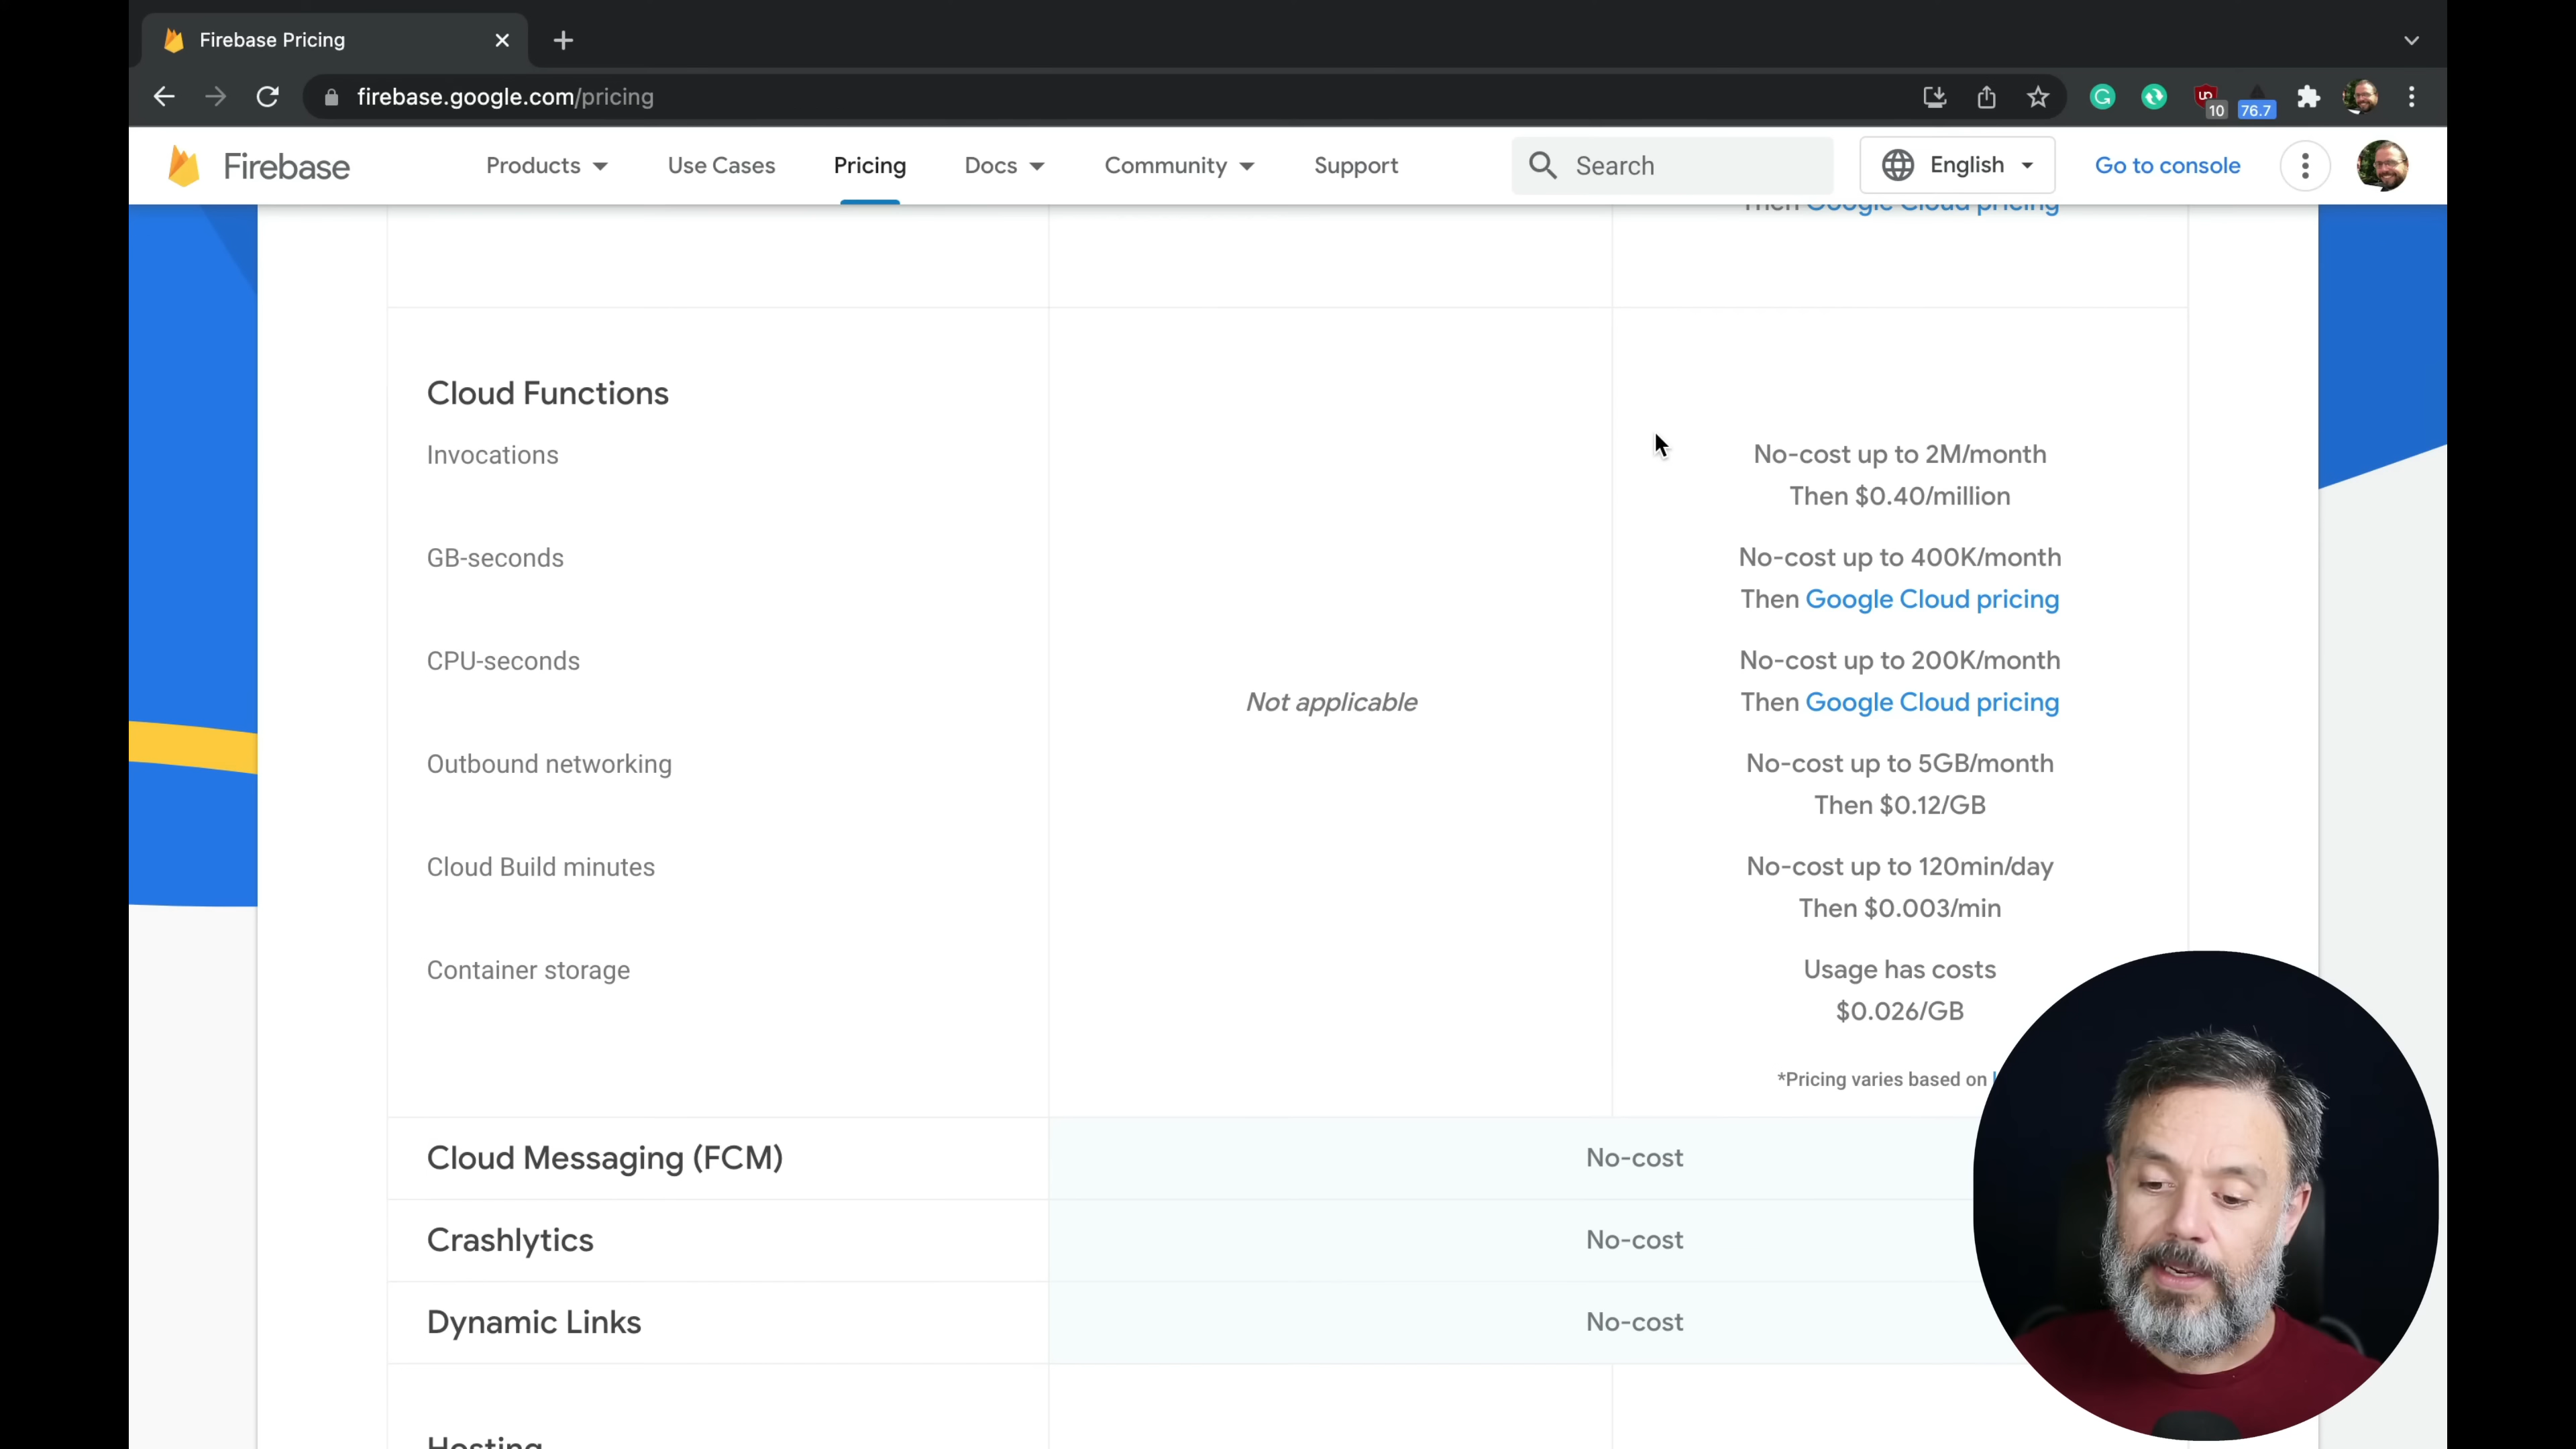 Firebase Pricing
firebase.google.com/pricing
10
76.7
Firebase
Products
Use Cases
Pricing
Docs
Community
Support
Search
English
Go to console
Then Google Cloud pricing
Cloud Functions
Invocations
No-cost up to 2M/month
Then $0.40/million
GB-seconds
No-cost up to 400K/month
Then Google Cloud pricing
CPU-seconds
No-cost up to 200K/month
Then Google Cloud pricing
Not applicable
Outbound networking
No-cost up to 5GB/month
Then $0.12/GB
Cloud Build minutes
No-cost up to 120min/day
Then $0.003/min
Container storage
Usage has costs
$0.026/GB
*Pricing varies based on
Cloud Messaging (FCM)
No-cost
Crashlytics
No-cost
Dynamic Links
No-cost
Hosting